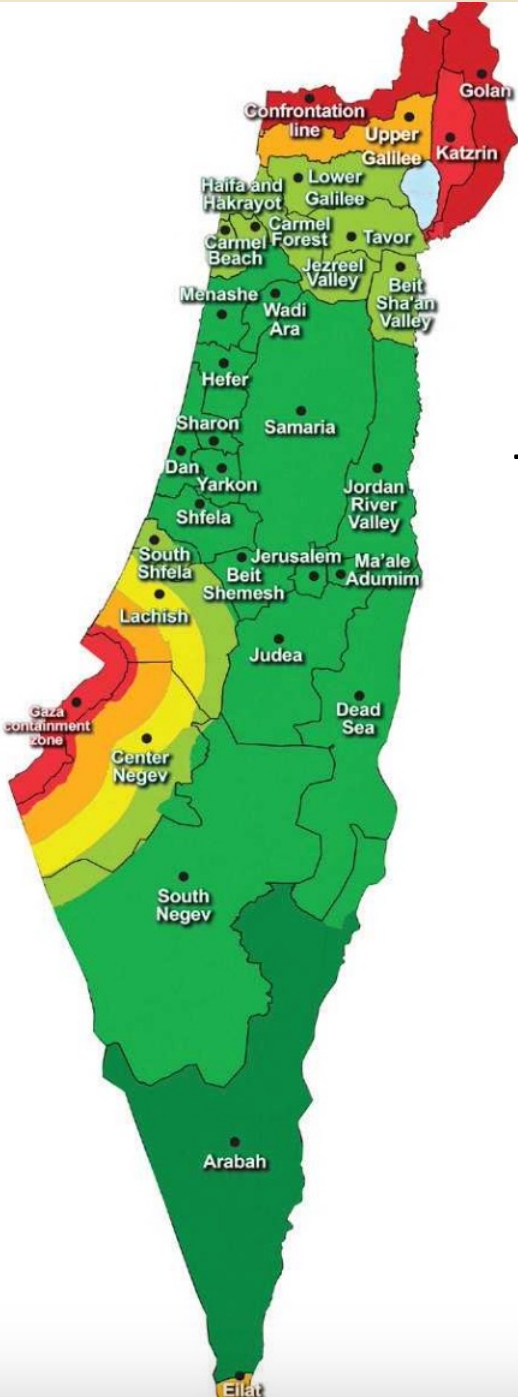 Golan
Confrontation
line
Upper
Galilee
Katzrin
Lower
Galilee
Haifa and
Hakrayot
Carmel
Forest
Tavor
Carmel
Beach
Jezreel
Valley
Beit
Sha'an
Valley
Menashe
Wadi
Ara
Hefer
Samaria
Sharon
Dan
Yarkon
Jordan
River
Valley
Shfela
South
Shfela
Jerusalem
Beit
Shemesh
Ma'ale
Adumim
Lachish
Judea
Gaza
containment
zone
Dead
Sea
Center
Negev
South
Negev
Arabah
Eilat